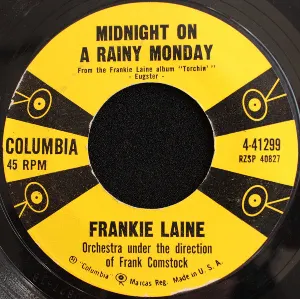 MIDNIGHT ON
A RAINY MONDAY
From the Frankie Laine album "Torchin'"
- Eugster -
COLUMBIA
45 RPM
4-41299
RZSP 40827
FRANKIE LAINE
Orchestra under the direction
of Frank Comstock
"Columbia"
Marcas Reg. Made in U. S. A.